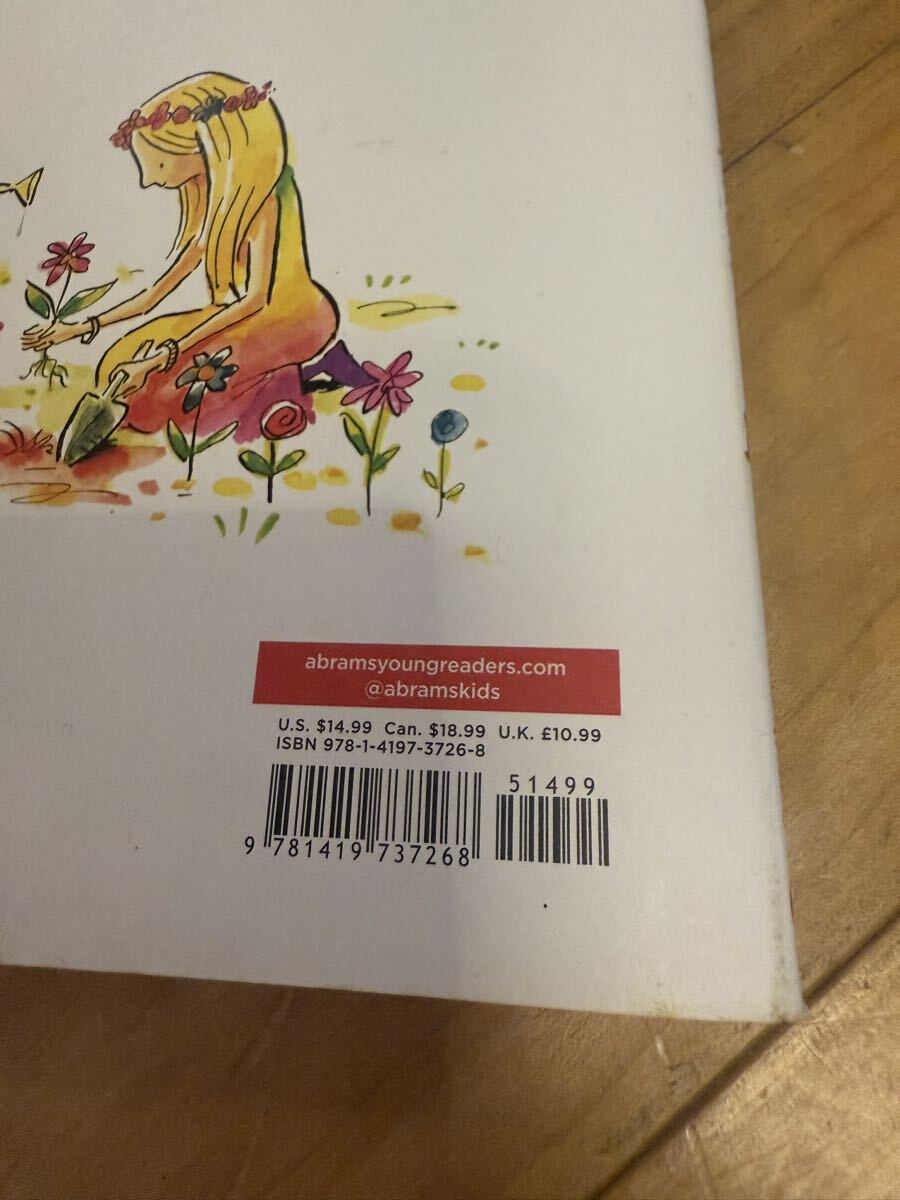 abramsyoungreaders.com
@abramskids
U.S. $14.99 Can. $18.99 U.K. £10.99
ISBN 978-1-4197-3726-8
51499
9 781419 737268